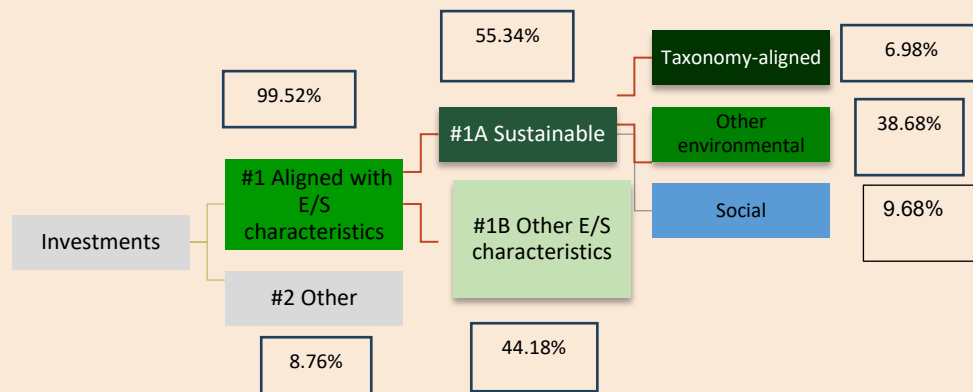 55.34%
Taxonomy-aligned
6.98%
99.52%
#1A Sustainable
Other
environmental
38.68%
#1 Aligned with
E/S
characteristics
Social
9.68%
Investments
#1B Other E/S
characteristics
#2 Other
8.76%
44.18%